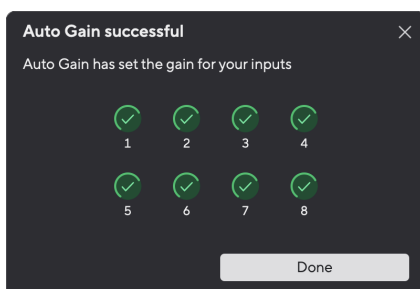 Auto Gain successful
Auto Gain has set the gain for your inputs
1 2 3 4
5 6 7 8
Done